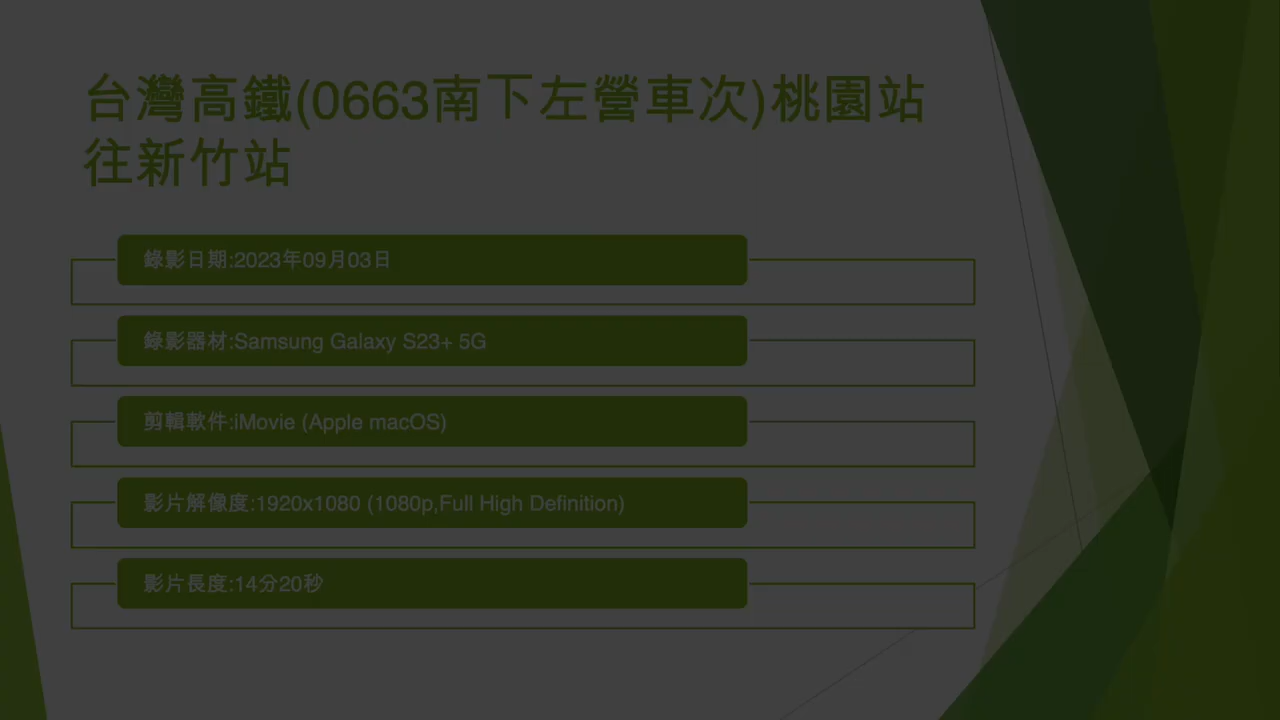 台灣高鐵(0663南下左營車次)桃園站
往新竹站
錄影日期:2023年09月03日
錄影器材:Samsung Galaxy S23+ 5G
剪輯軟件:iMovie (Apple macOS)
影片解像度:1920x1080 (1080p,Full High Definition)
影片長度:14分20秒